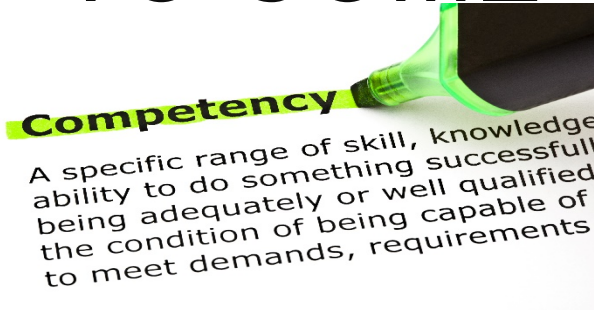 Competency
A specific range of skill, knowledge
ability to do something successfull
being adequately or well qualified
the condition of being capable of
to meet demands, requirements